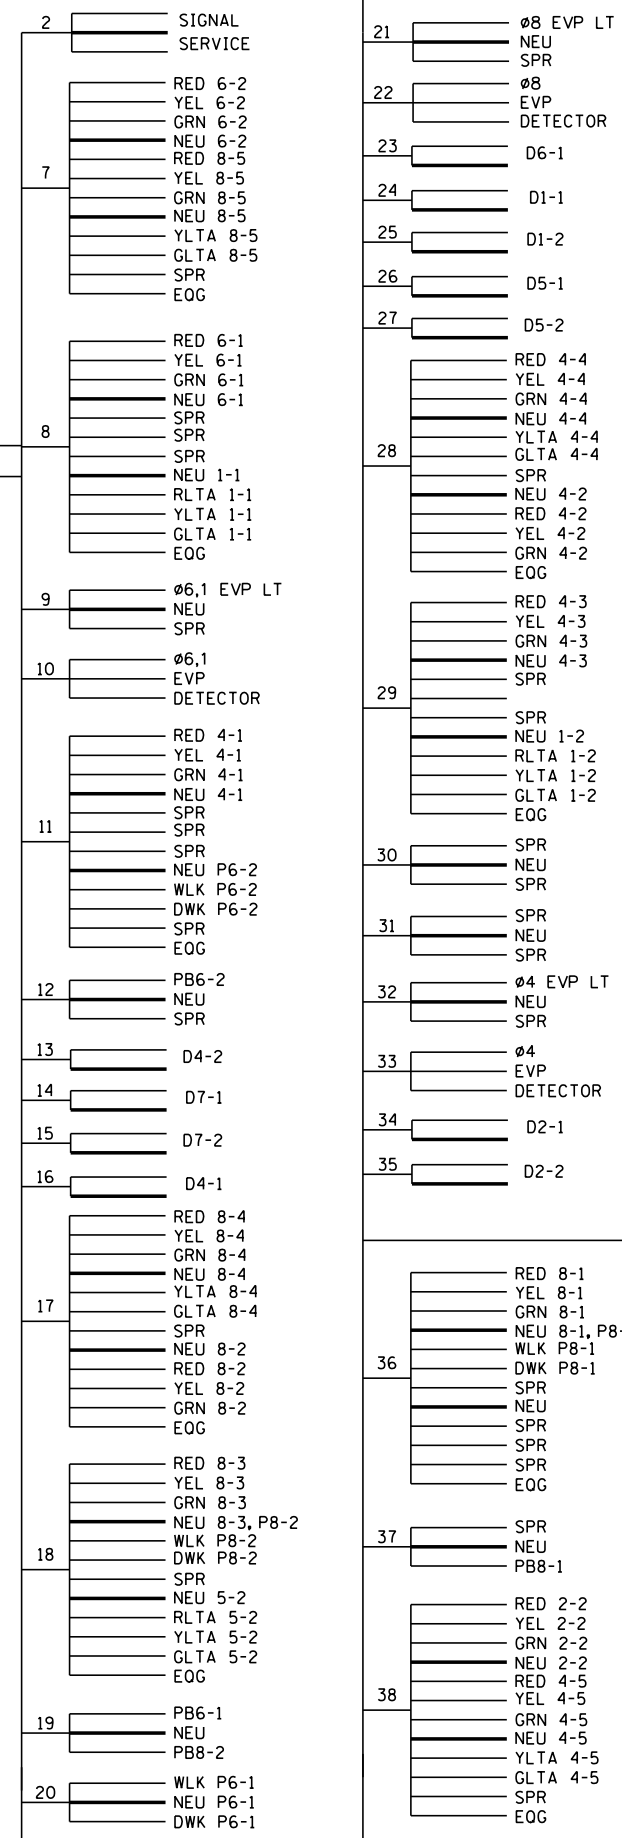 2
SIGNAL
SERVICE
7
RED 6-2
YEL 6-2
GRN 6-2
NEU 6-2
RED 8-5
YEL 8-5
GRN 8-5
NEU 8-5
YLTA 8-5
GLTA 8-5
SPR
EQG
8
RED 6-1
YEL 6-1
GRN 6-1
NEU 6-1
SPR
SPR
SPR
NEU 1-1
RLTA 1-1
YLTA 1-1
GLTA 1-1
EQG
9
ø6,1 EVP LT
NEU
SPR
10
ø6,1
EVP
DETECTOR
11
RED 4-1
YEL 4-1
GRN 4-1
NEU 4-1
SPR
SPR
SPR
NEU P6-2
WLK P6-2
DWK P6-2
SPR
EQG
12
PB6-2
NEU
SPR
13
D4-2
14
D7-1
15
D7-2
16
D4-1
17
RED 8-4
YEL 8-4
GRN 8-4
NEU 8-4
YLTA 8-4
GLTA 8-4
SPR
NEU 8-2
RED 8-2
YEL 8-2
GRN 8-2
EQG
18
RED 8-3
YEL 8-3
GRN 8-3
NEU 8-3, P8-2
WLK P8-2
DWK P8-2
SPR
NEU 5-2
RLTA 5-2
YLTA 5-2
GLTA 5-2
EQG
19
PB6-1
NEU
PB8-2
20
WLK P6-1
NEU P6-1
DWK P6-1
21
ø8 EVP LT
NEU
SPR
22
ø8
EVP
DETECTOR
23
D6-1
24
D1-1
25
D1-2
26
D5-1
27
D5-2
28
RED 4-4
YEL 4-4
GRN 4-4
NEU 4-4
YLTA 4-4
GLTA 4-4
SPR
NEU 4-2
RED 4-2
YEL 4-2
GRN 4-2
EQG
29
RED 4-3
YEL 4-3
GRN 4-3
NEU 4-3
SPR
SPR
NEU 1-2
RLTA 1-2
YLTA 1-2
GLTA 1-2
EQG
30
SPR
NEU
SPR
31
SPR
NEU
SPR
32
ø4 EVP LT
NEU
SPR
33
ø4
EVP
DETECTOR
34
D2-1
35
D2-2
36
RED 8-1
YEL 8-1
GRN 8-1
NEU 8-1, P8-
WLK P8-1
DWK P8-1
SPR
NEU
SPR
SPR
SPR
EQG
37
SPR
NEU
PB8-1
38
RED 2-2
YEL 2-2
GRN 2-2
NEU 2-2
RED 4-5
YEL 4-5
GRN 4-5
NEU 4-5
YLTA 4-5
GLTA 4-5
SPR
EQG